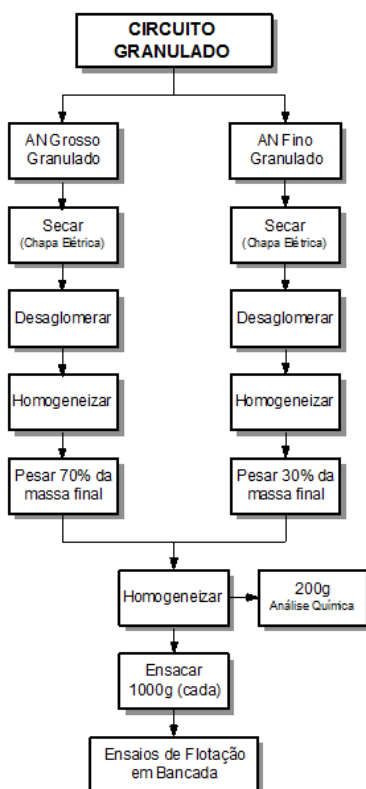 CIRCUITO
GRANULADO
AN Grosso
Granulado
AN Fino
Granulado
Secar
(Chapa Elétrica)
Secar
(Chapa Elétrica)
Desaglomerar
Desaglomerar
Homogeneizar
Homogeneizar
Pesar 70% da
massa final
Pesar 30% da
massa final
Homogeneizar
200g
Análise Química
Ensacar
1000g (cada)
Ensaios de Flotação
em Bancada